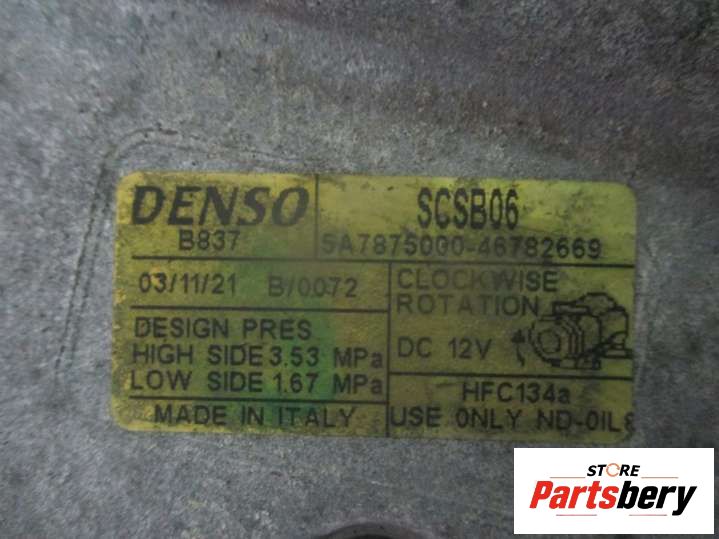 DENSO
B837
SCSB06
5A7875000-46782669
03/11/21 B/0072
CLOCKWISE
ROTATION
DESIGN PRES
HIGH SIDE 3.53 MPa
LOW SIDE 1.67 MPa
DC 12V
MADE IN ITALY
HFC134a
USE ONLY ND-OIL8
STORE
Partsbery